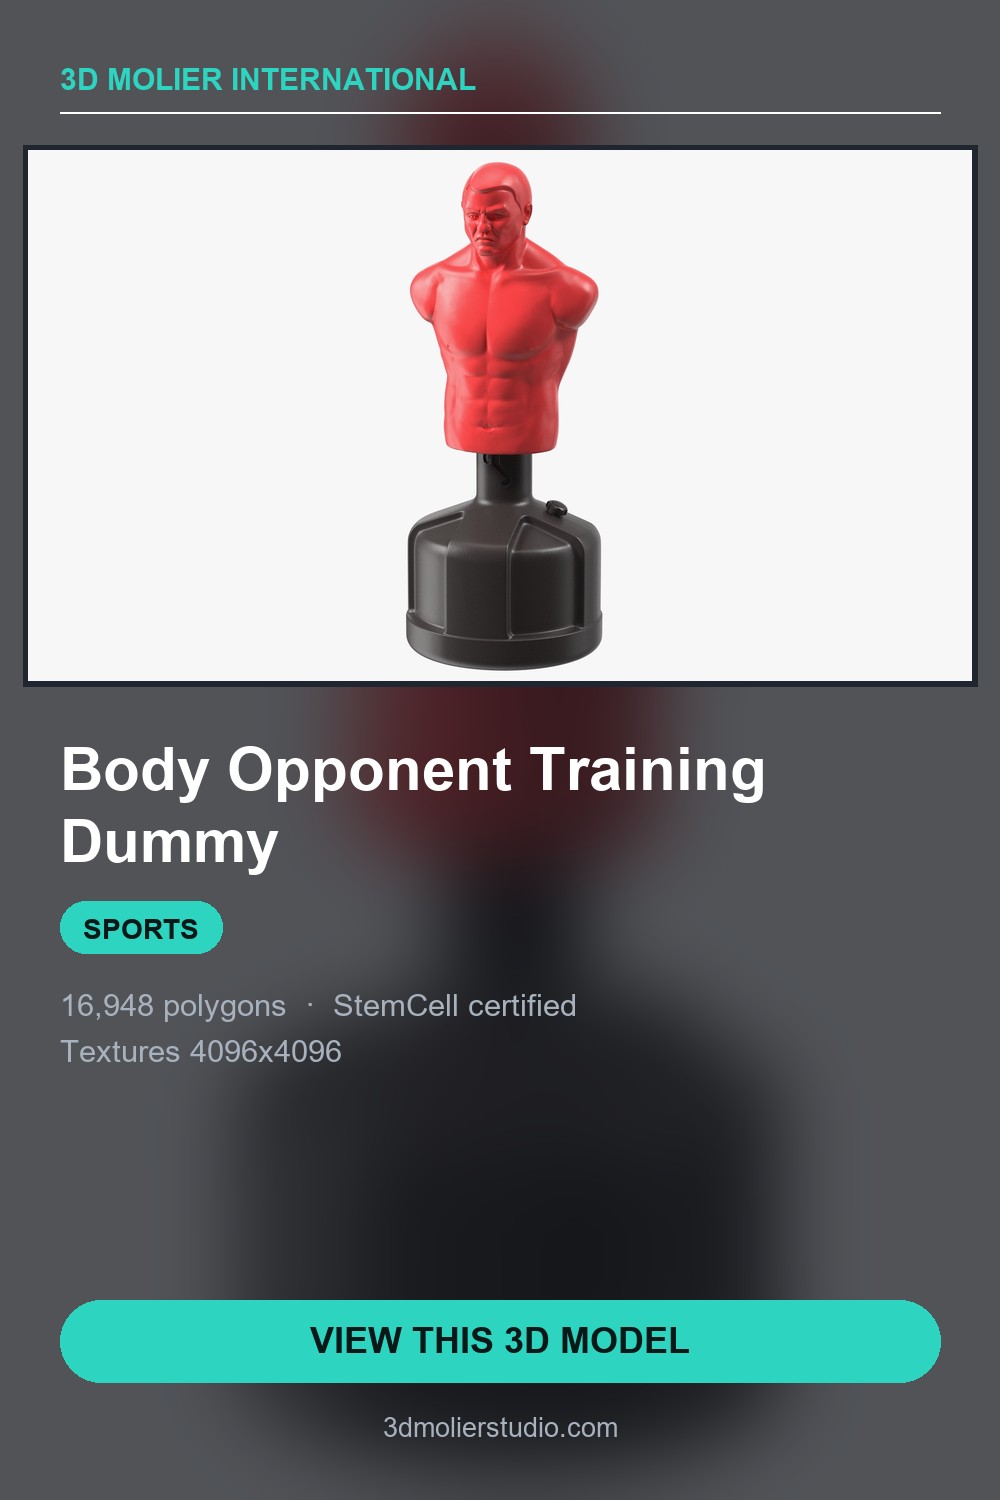 3D MOLIER INTERNATIONAL
Body Opponent Training
Dummy
SPORTS
16,948 polygons · StemCell certified
Textures 4096x4096
VIEW THIS 3D MODEL
3dmolierstudio.com